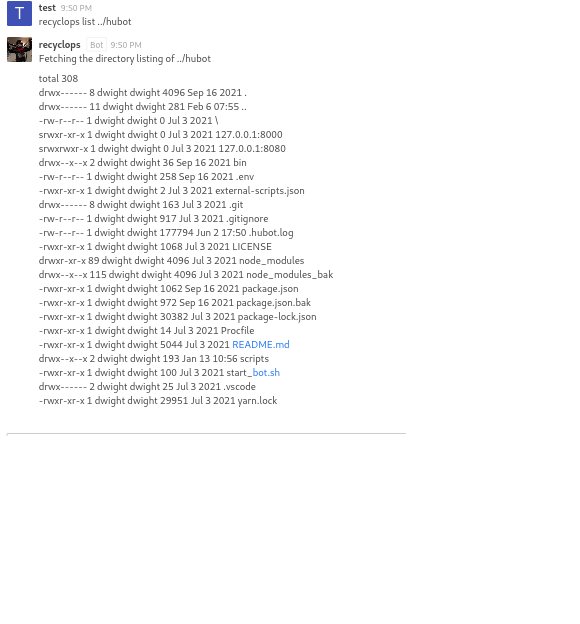 T
test 9:50 PM
recyclops list ../hubot
recyclops Bot 9:50 PM
Fetching the directory listing of ../hubot
total 308
drwx------ 8 dwight dwight 4096 Sep 16 2021 .
drwx------ 11 dwight dwight 281 Feb 6 07:55 ..
-rw-r--r-- 1 dwight dwight 0 Jul 3 2021 \
srwxr-xr-x 1 dwight dwight 0 Jul 3 2021 127.0.0.1:8000
srwxrwxr-x 1 dwight dwight 0 Jul 3 2021 127.0.0.1:8080
drwx--x--x 2 dwight dwight 36 Sep 16 2021 bin
-rw-r--r-- 1 dwight dwight 258 Sep 16 2021 .env
-rwxr-xr-x 1 dwight dwight 2 Jul 3 2021 external-scripts.json
drwx------ 8 dwight dwight 163 Jul 3 2021 .git
-rw-r--r-- 1 dwight dwight 917 Jul 3 2021 .gitignore
-rw-r--r-- 1 dwight dwight 177794 Jun 2 17:50 .hubot.log
-rwxr-xr-x 1 dwight dwight 1068 Jul 3 2021 LICENSE
drwxr-xr-x 89 dwight dwight 4096 Jul 3 2021 node_modules
drwx--x--x 115 dwight dwight 4096 Jul 3 2021 node_modules_bak
-rwxr-xr-x 1 dwight dwight 1062 Sep 16 2021 package.json
-rwxr-xr-x 1 dwight dwight 972 Sep 16 2021 package.json.bak
-rwxr-xr-x 1 dwight dwight 30382 Jul 3 2021 package-lock.json
-rwxr-xr-x 1 dwight dwight 14 Jul 3 2021 Procfile
-rwxr-xr-x 1 dwight dwight 5044 Jul 3 2021 README.md
drwx--x--x 2 dwight dwight 193 Jan 13 10:56 scripts
-rwxr-xr-x 1 dwight dwight 100 Jul 3 2021 start_bot.sh
drwx------ 2 dwight dwight 25 Jul 3 2021 .vscode
-rwxr-xr-x 1 dwight dwight 29951 Jul 3 2021 yarn.lock